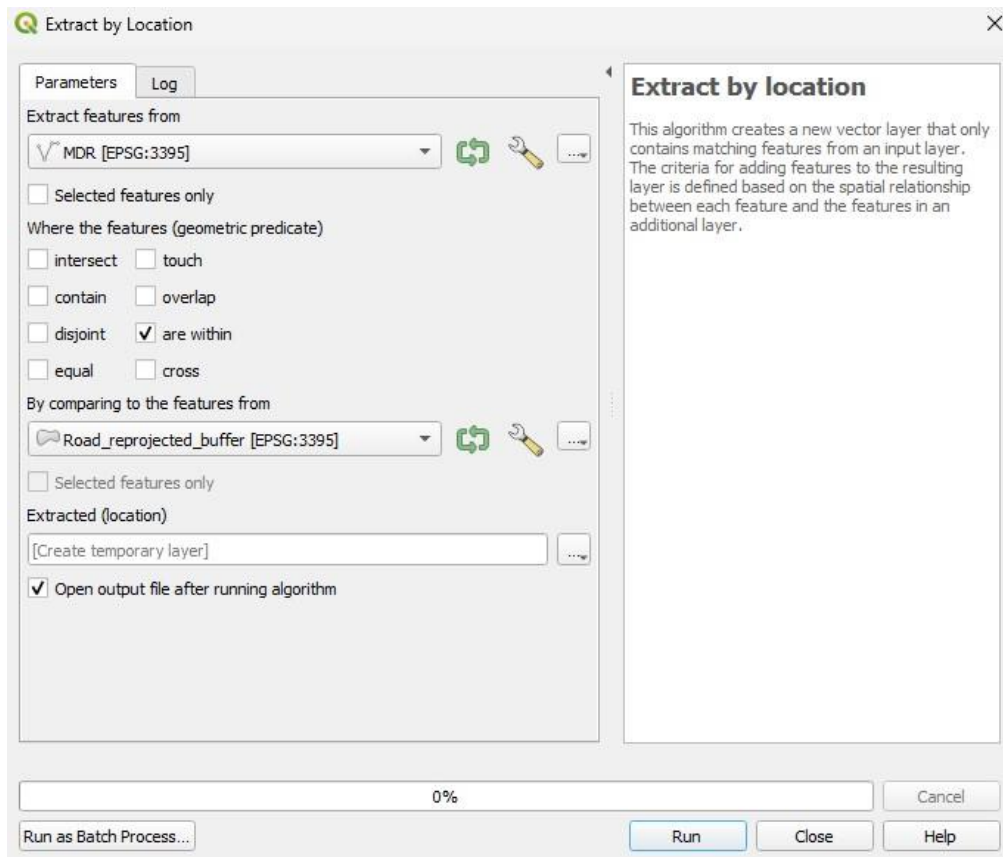 Extract by Location
Parameters
Log
Extract features from
MDR [EPSG:3395]
Selected features only
Where the features (geometric predicate)
intersect touch
contain overlap
disjoint are within
equal cross
By comparing to the features from
Road_reprojected_buffer [EPSG:3395]
Selected features only
Extracted (location)
[Create temporary layer]
Open output file after running algorithm
Extract by location
This algorithm creates a new vector layer that only
contains matching features from an input layer.
The criteria for adding features to the resulting
layer is defined based on the spatial relationship
between each feature and the features in an
additional layer.
0%
Cancel
Run as Batch Process...
Run
Close
Help